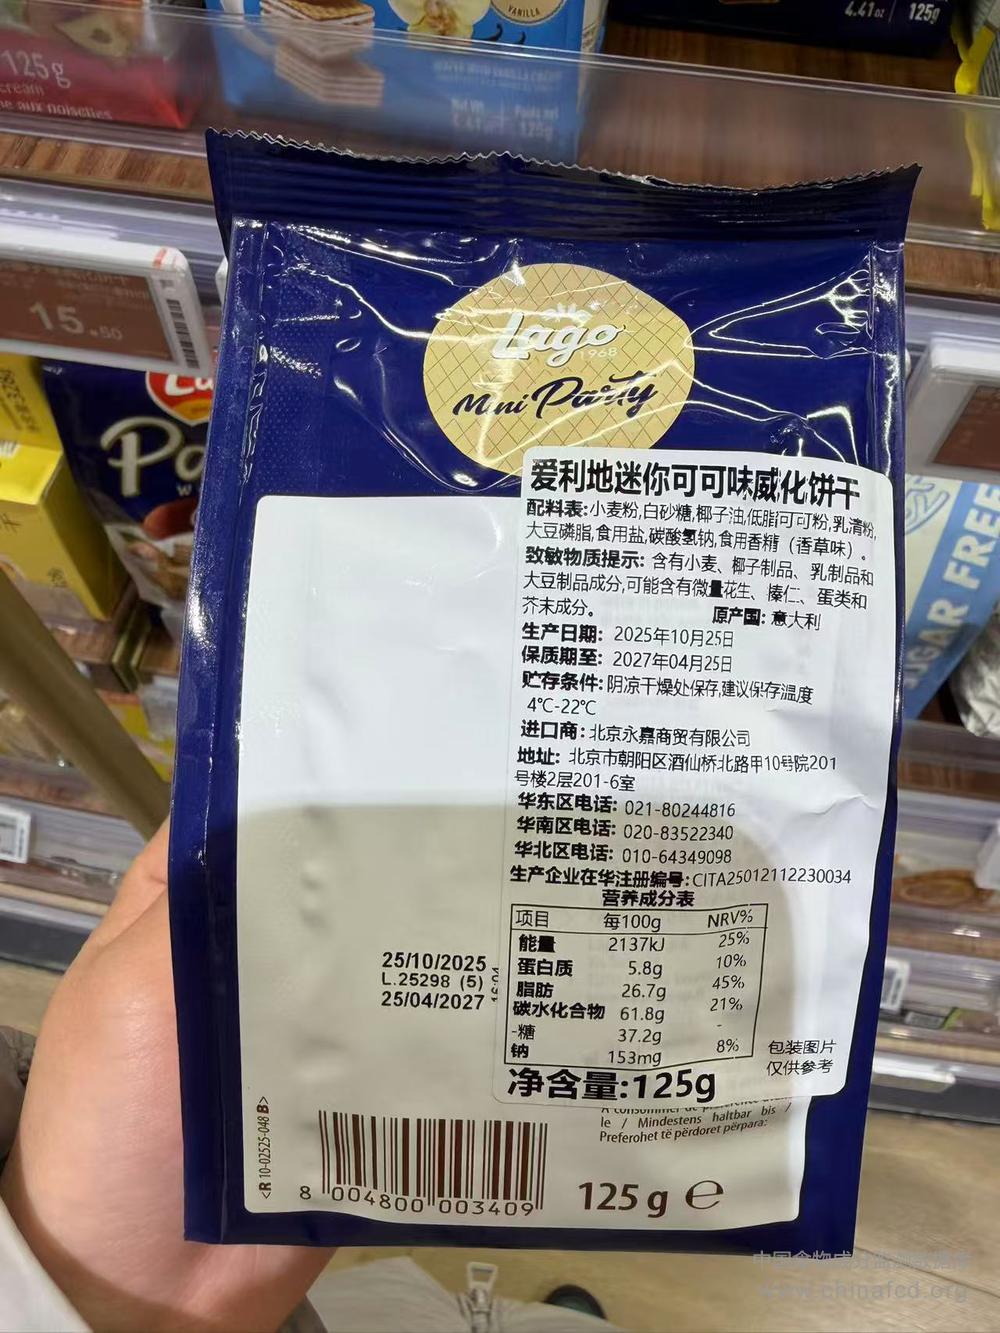 125g
cream
ne aux noisettes
VANILLA
4.41oz
125g
15.50
Pa
GAR FREE
Lago
1968
Mini Party
爱利地迷你可可味威化饼干
配料表:小麦粉,白砂糖,椰子油,低脂可可粉,乳清粉,
大豆磷脂,食用盐,碳酸氢钠,食用香精（香草味）。
致敏物质提示: 含有小麦、椰子制品、乳制品和
大豆制品成分,可能含有微量花生、榛仁、蛋类和
芥末成分。 原产国: 意大利
生产日期: 2025年10月25日
保质期至: 2027年04月25日
贮存条件: 阴凉干燥处保存,建议保存温度
4℃-22℃
进口商: 北京永嘉商贸有限公司
地址: 北京市朝阳区酒仙桥北路甲10号院201
号楼2层201-6室
华东区电话: 021-80244816
华南区电话: 020-83522340
华北区电话: 010-64349098
生产企业在华注册编号: CITA25012112230034
营养成分表
项目 每100g NRV%
能量 2137kJ 25%
蛋白质 5.8g 10%
脂肪 26.7g 45%
碳水化合物 61.8g 21%
-糖 37.2g -
钠 153mg 8%
包装图片
仅供参考
净含量:125g
25/10/2025
L.25298 (5)
25/04/2027
A consommer de préférence
le / Mindestens haltbar bis /
Preferohet të përdoret përpara:
<R 10-02525-048 B>
8 004800 003409
125 g ℮
www.chinafcd.org